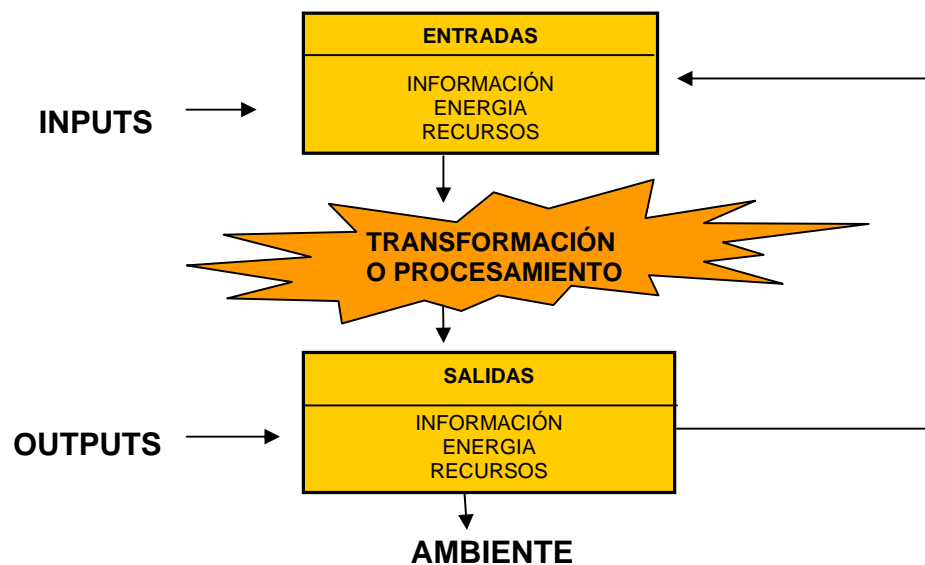 ENTRADAS
INFORMACIÓN
ENERGIA
RECURSOS
INPUTS
TRANSFORMACIÓN
O PROCESAMIENTO
SALIDAS
INFORMACIÓN
ENERGIA
RECURSOS
OUTPUTS
AMBIENTE